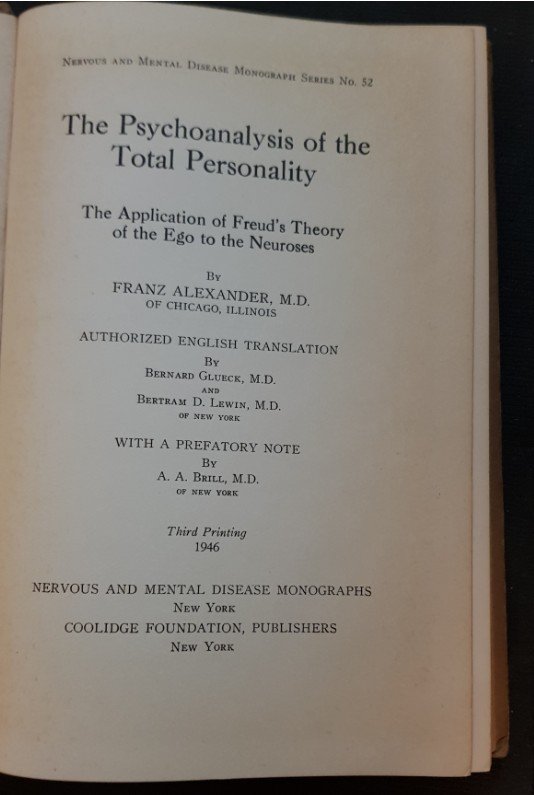 NERVOUS AND MENTAL DISEASE MONOGRAPH SERIES NO. 52
The Psychoanalysis of the
Total Personality
The Application of Freud's Theory
of the Ego to the Neuroses
BY
FRANZ ALEXANDER, M.D.
OF CHICAGO, ILLINOIS
AUTHORIZED ENGLISH TRANSLATION
BY
BERNARD GLUECK, M.D.
AND
BERTRAM D. LEWIN, M.D.
OF NEW YORK
WITH A PREFATORY NOTE
BY
A. A. BRILL, M.D.
OF NEW YORK
Third Printing
1946
NERVOUS AND MENTAL DISEASE MONOGRAPHS
NEW YORK
COOLIDGE FOUNDATION, PUBLISHERS
NEW YORK